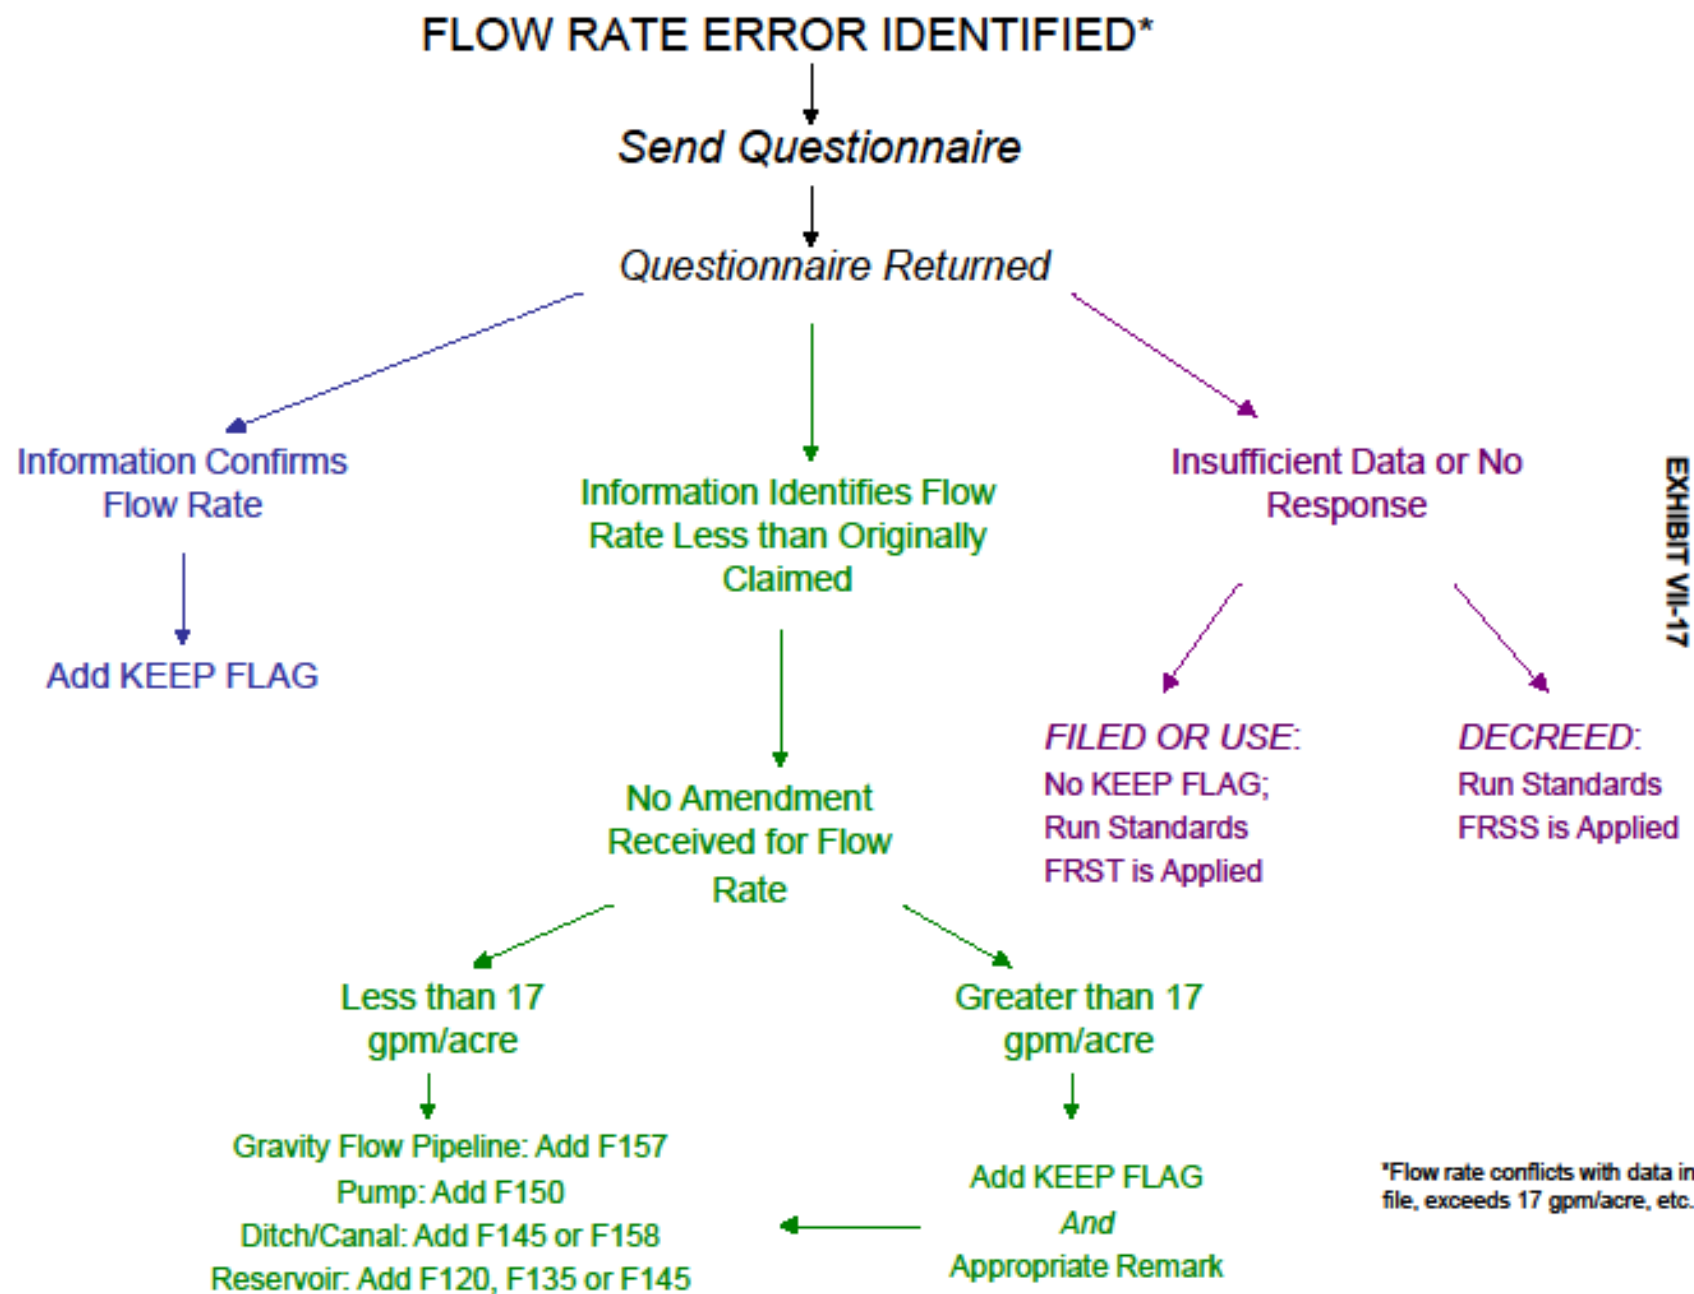 FLOW RATE ERROR IDENTIFIED*
Send Questionnaire
Questionnaire Returned
Information Confirms
Flow Rate
Add KEEP FLAG
Information Identifies Flow
Rate Less than Originally
Claimed
No Amendment
Received for Flow
Rate
Less than 17
gpm/acre
Gravity Flow Pipeline: Add F157
Pump: Add F150
Ditch/Canal: Add F145 or F158
Reservoir: Add F120, F135 or F145
Greater than 17
gpm/acre
Add KEEP FLAG
And
Appropriate Remark
Insufficient Data or No
Response
FILED OR USE:
No KEEP FLAG;
Run Standards
FRST is Applied
DECREED:
Run Standards
FRSS is Applied
EXHIBIT VII-17
*Flow rate conflicts with data in
file, exceeds 17 gpm/acre, etc.